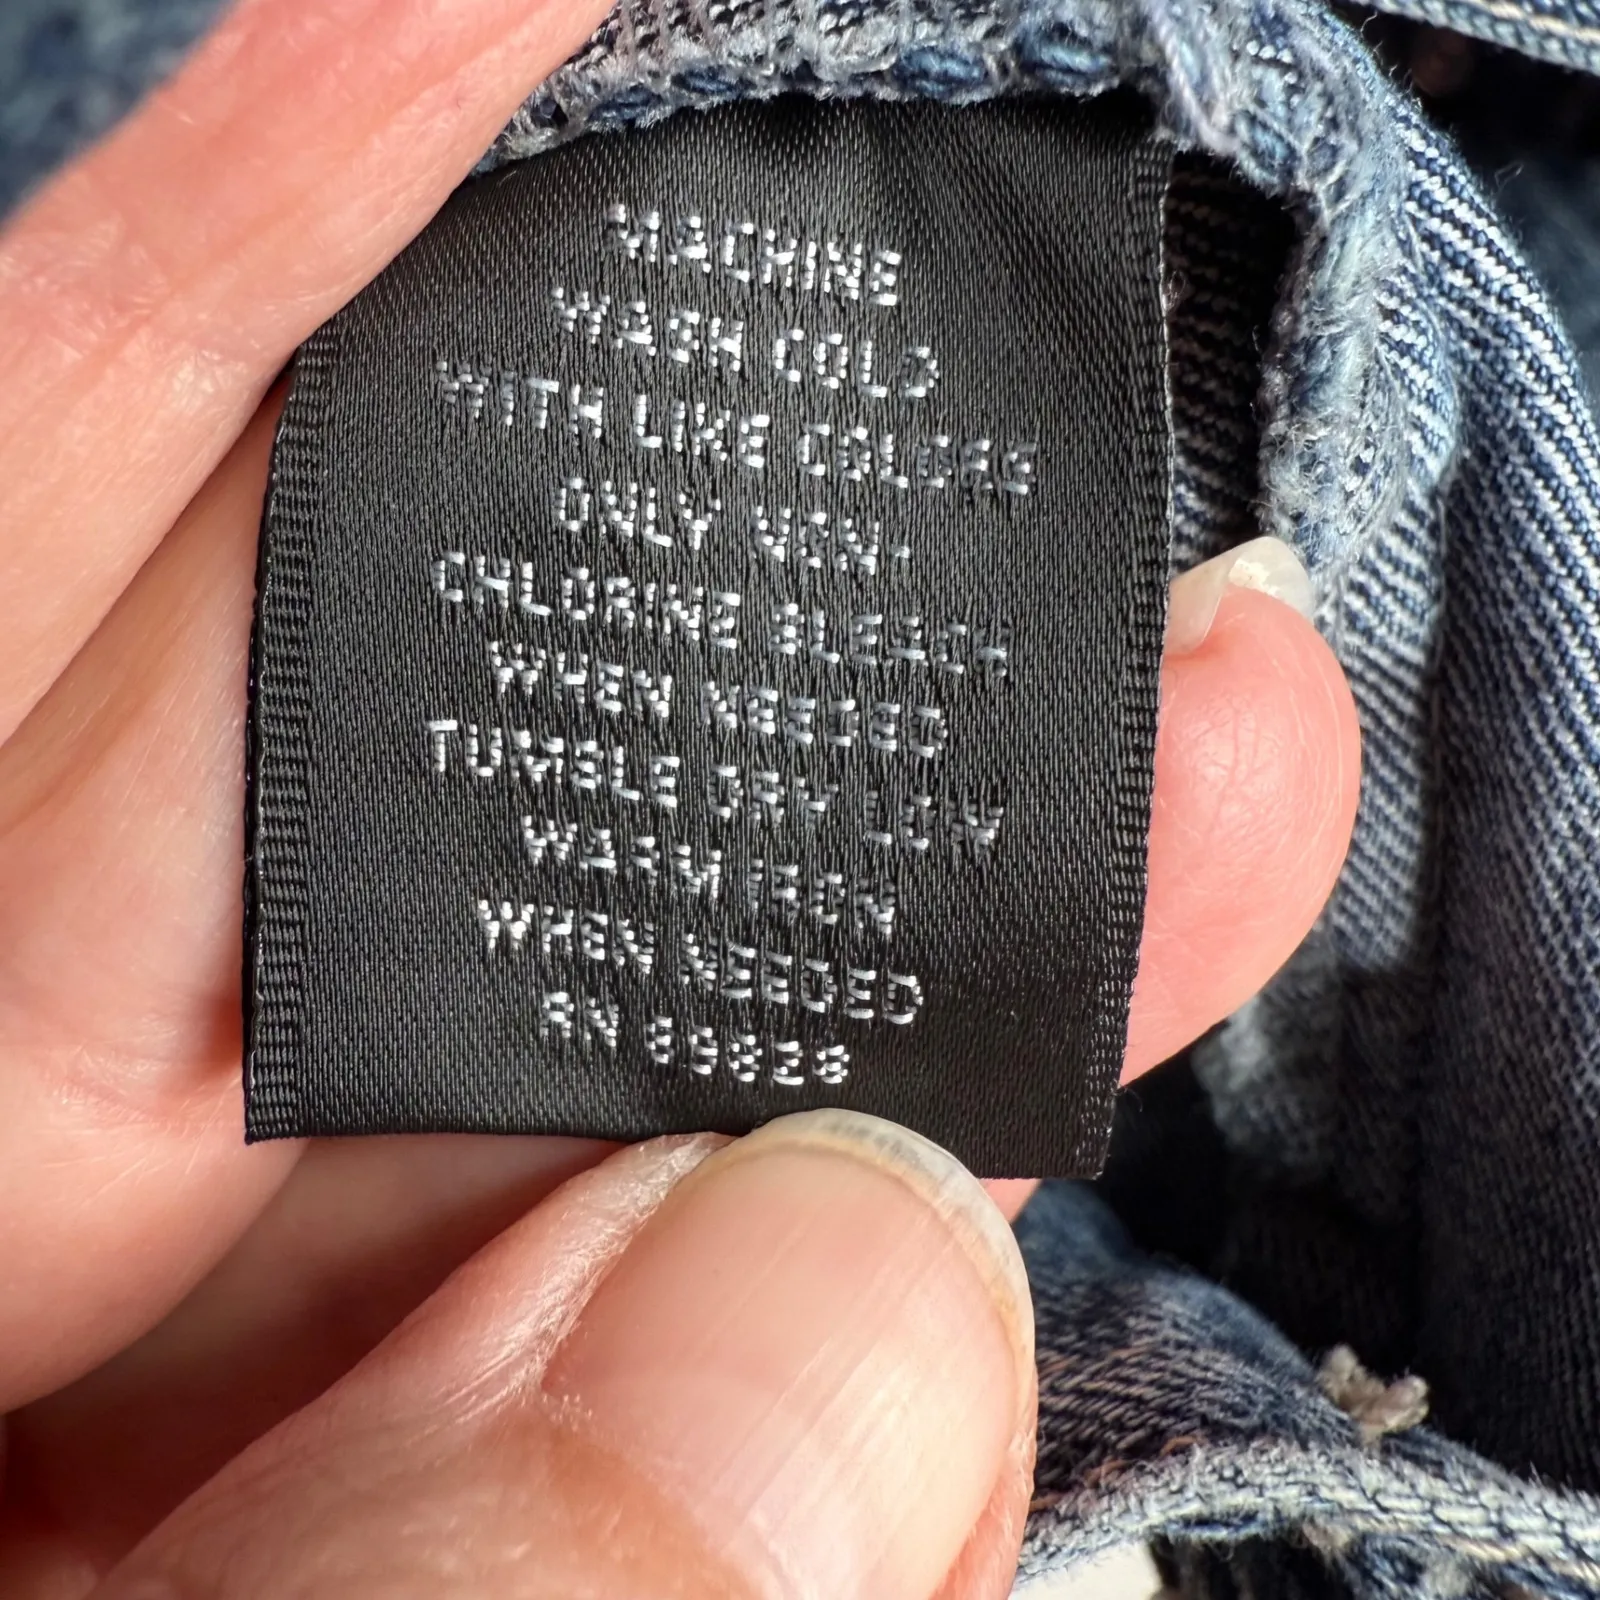 MACHINE
WASH COLD
WITH LIKE COLORS
ONLY NON-
CHLORINE BLEACH
WHEN NEEDED
TUMBLE DRY LOW
WARM IRON
WHEN NEEDED
RN